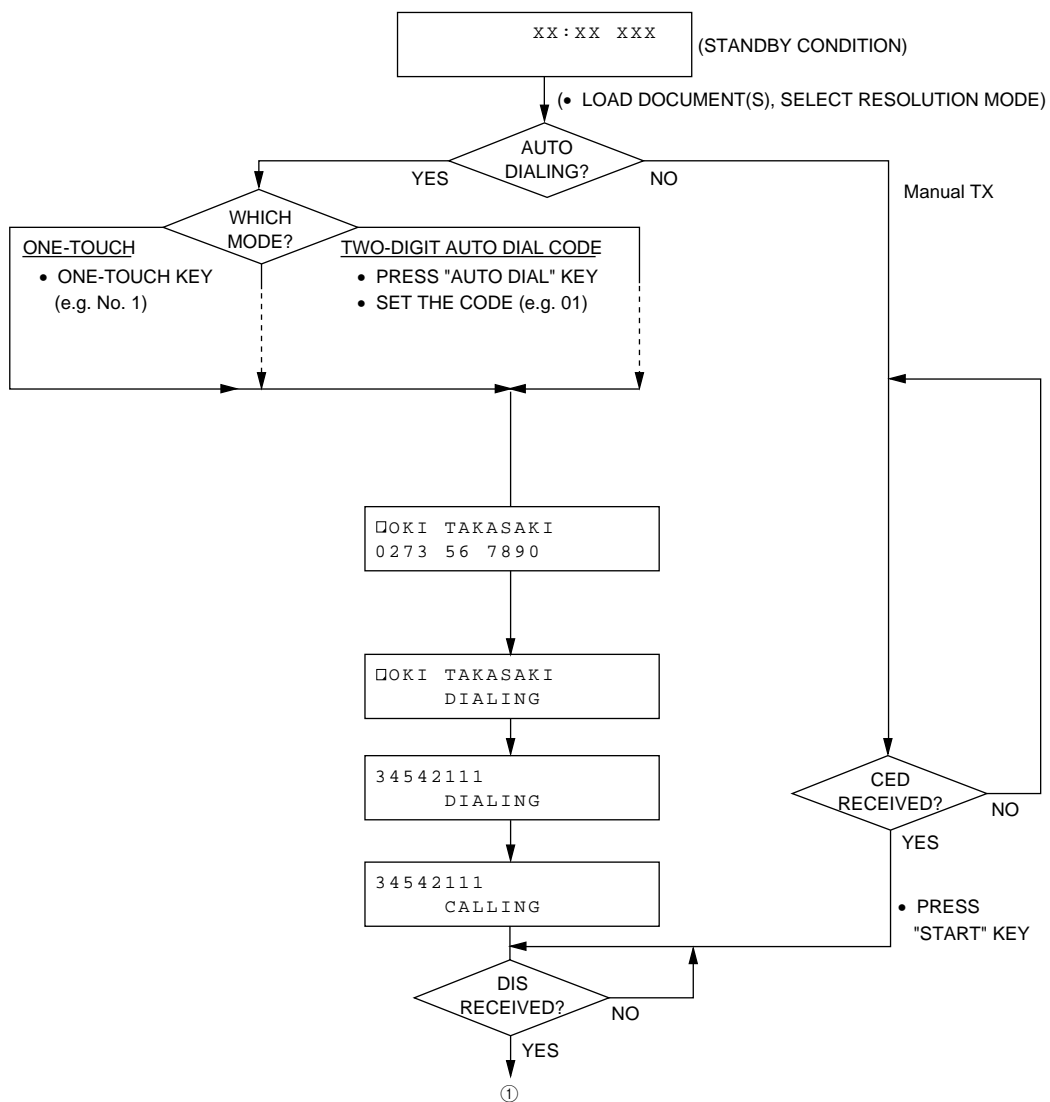 XX:XX XXX
(STANDBY CONDITION)
(• LOAD DOCUMENT(S), SELECT RESOLUTION MODE)
AUTO
DIALING?
YES
NO
Manual TX
WHICH
MODE?
ONE-TOUCH
• ONE-TOUCH KEY
(e.g. No. 1)
TWO-DIGIT AUTO DIAL CODE
• PRESS "AUTO DIAL" KEY
• SET THE CODE (e.g. 01)
OKI TAKASAKI
0273 56 7890
OKI TAKASAKI
DIALING
34542111
DIALING
CED
RECEIVED?
NO
YES
34542111
CALLING
• PRESS
"START" KEY
DIS
RECEIVED?
NO
YES
①